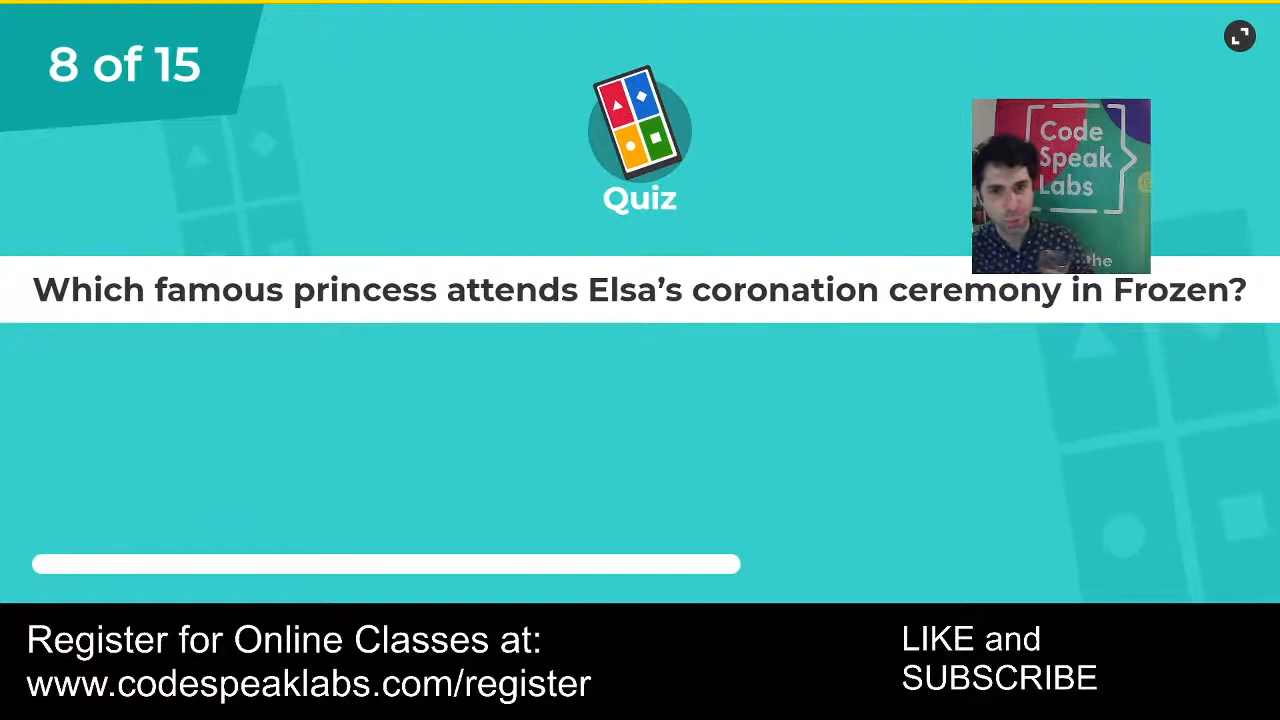 8 of 15
Quiz
Code
Speak
Labs
the
Which famous princess attends Elsa’s coronation ceremony in Frozen?
Register for Online Classes at:
www.codespeaklabs.com/register
LIKE and
SUBSCRIBE